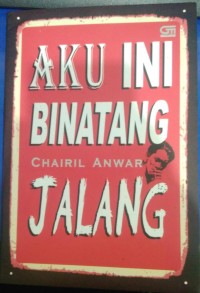 AKU INI
BINATANG
CHAIRIL ANWAR
JALANG